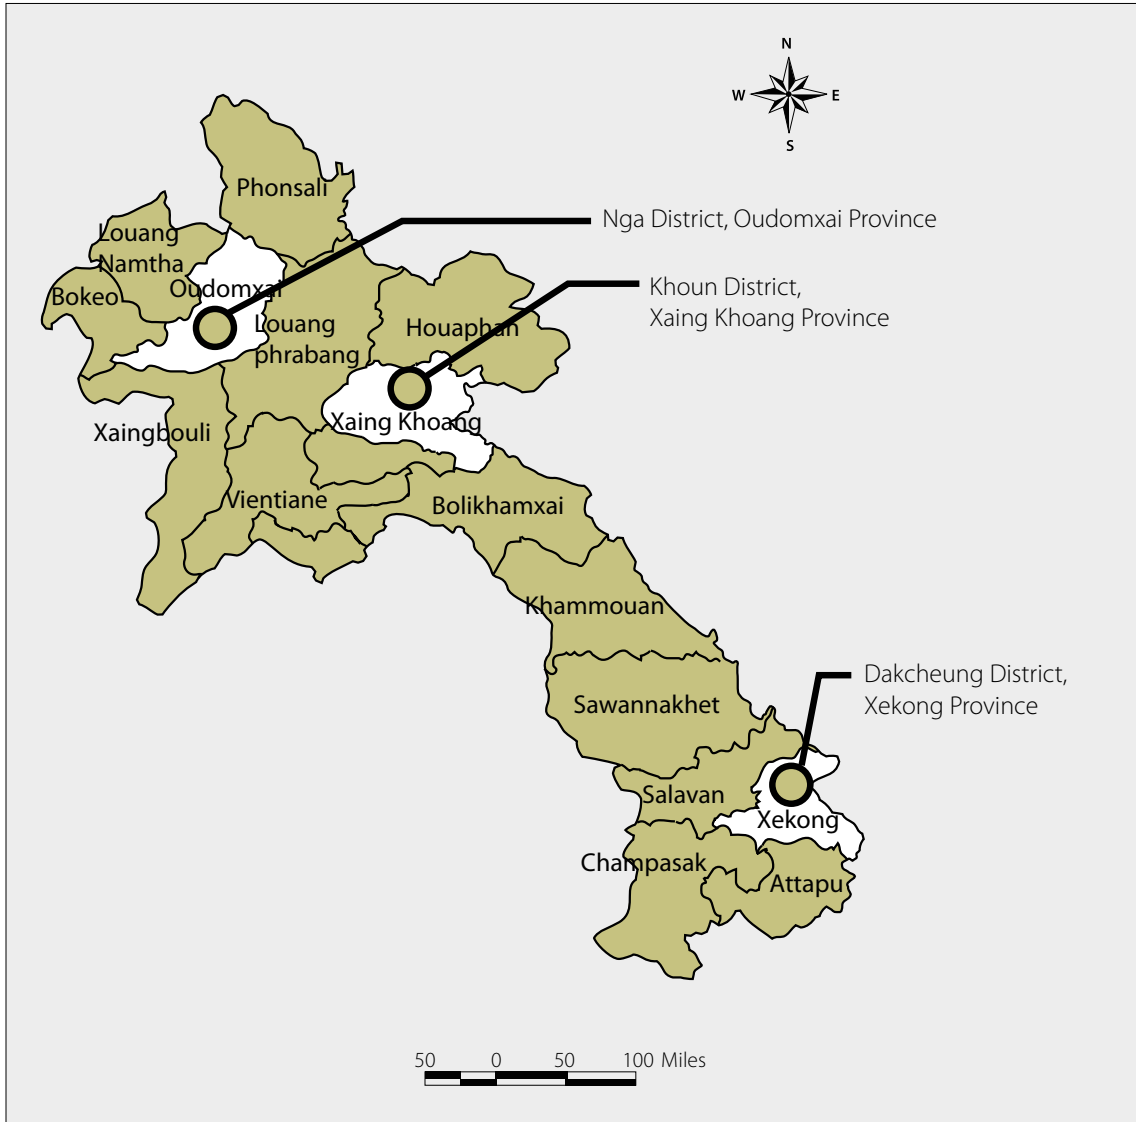 N
W
E
S
Phonsali
Nga District, Oudomxai Province
Louang
Namtha
Bokeo
Oudomxai
Khoun District,
Xaing Khoang Province
Louang
phrabang
Houaphan
Xaingbouli
Xaing Khoang
Vientiane
Bolikhamxai
Khammouan
Dakcheung District,
Xekong Province
Sawannakhet
Salavan
Xekong
Champasak
Attapu
50 0 50 100 Miles